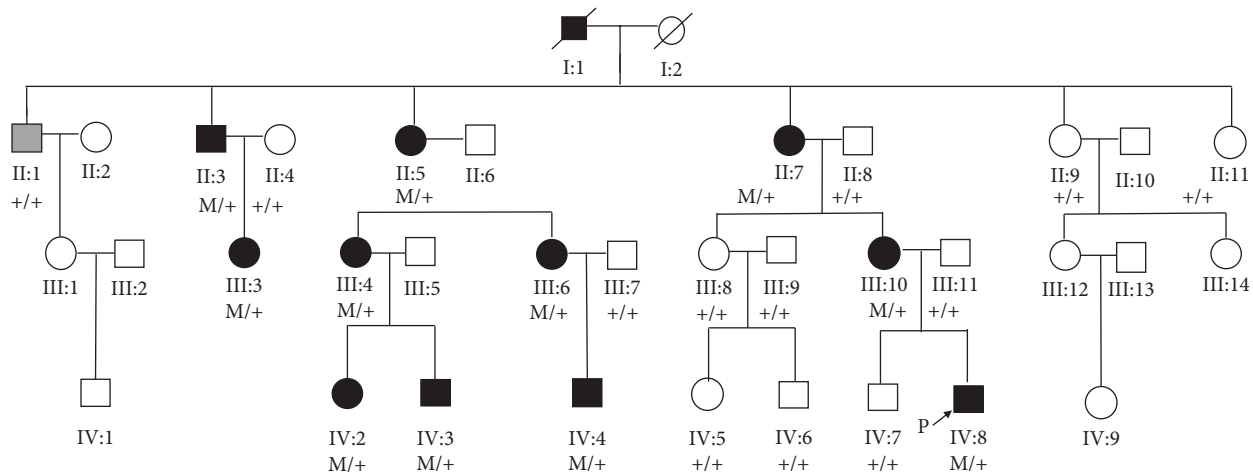 I:1 I:2
II:1 II:2 II:3 II:4 II:5 II:6 II:7 II:8 II:9 II:10 II:11
+/+ M/+ +/+ M/+ M/+ +/+ +/+ +/+
III:1 III:2 III:3 III:4 III:5 III:6 III:7 III:8 III:9 III:10 III:11 III:12 III:13 III:14
M/+ M/+ M/+ +/+ +/+ +/+ M/+ +/+
P
IV:1 IV:2 IV:3 IV:4 IV:5 IV:6 IV:7 IV:8 IV:9
M/+ M/+ M/+ +/+ +/+ +/+ M/+